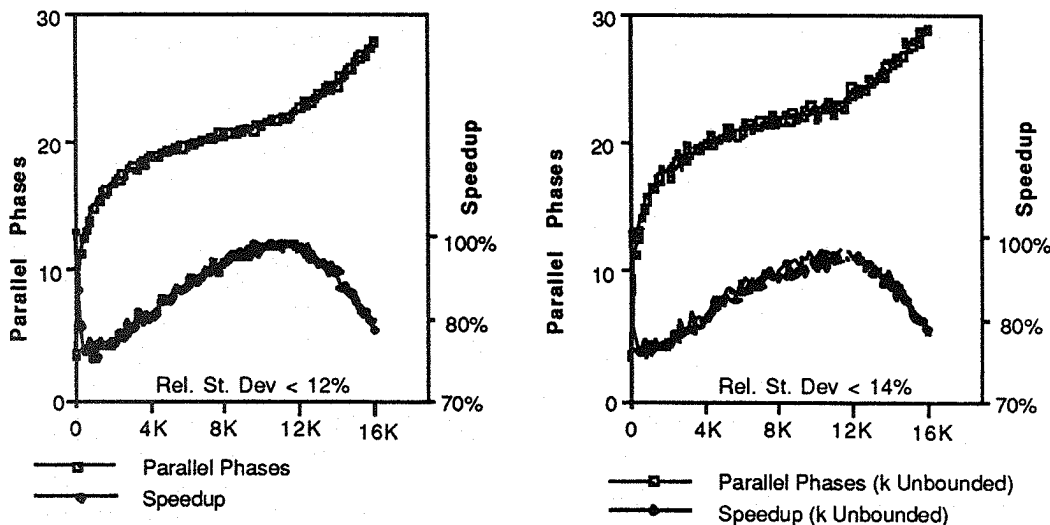 30
20
10
0
Parallel Phases
Speedup
100%
80%
70%
Rel. St. Dev < 12%
0 4K 8K 12K 16K
Parallel Phases
Speedup
30
20
10
0
Parallel Phases
Speedup
100%
80%
70%
Rel. St. Dev < 14%
0 4K 8K 12K 16K
Parallel Phases (k Unbounded)
Speedup (k Unbounded)